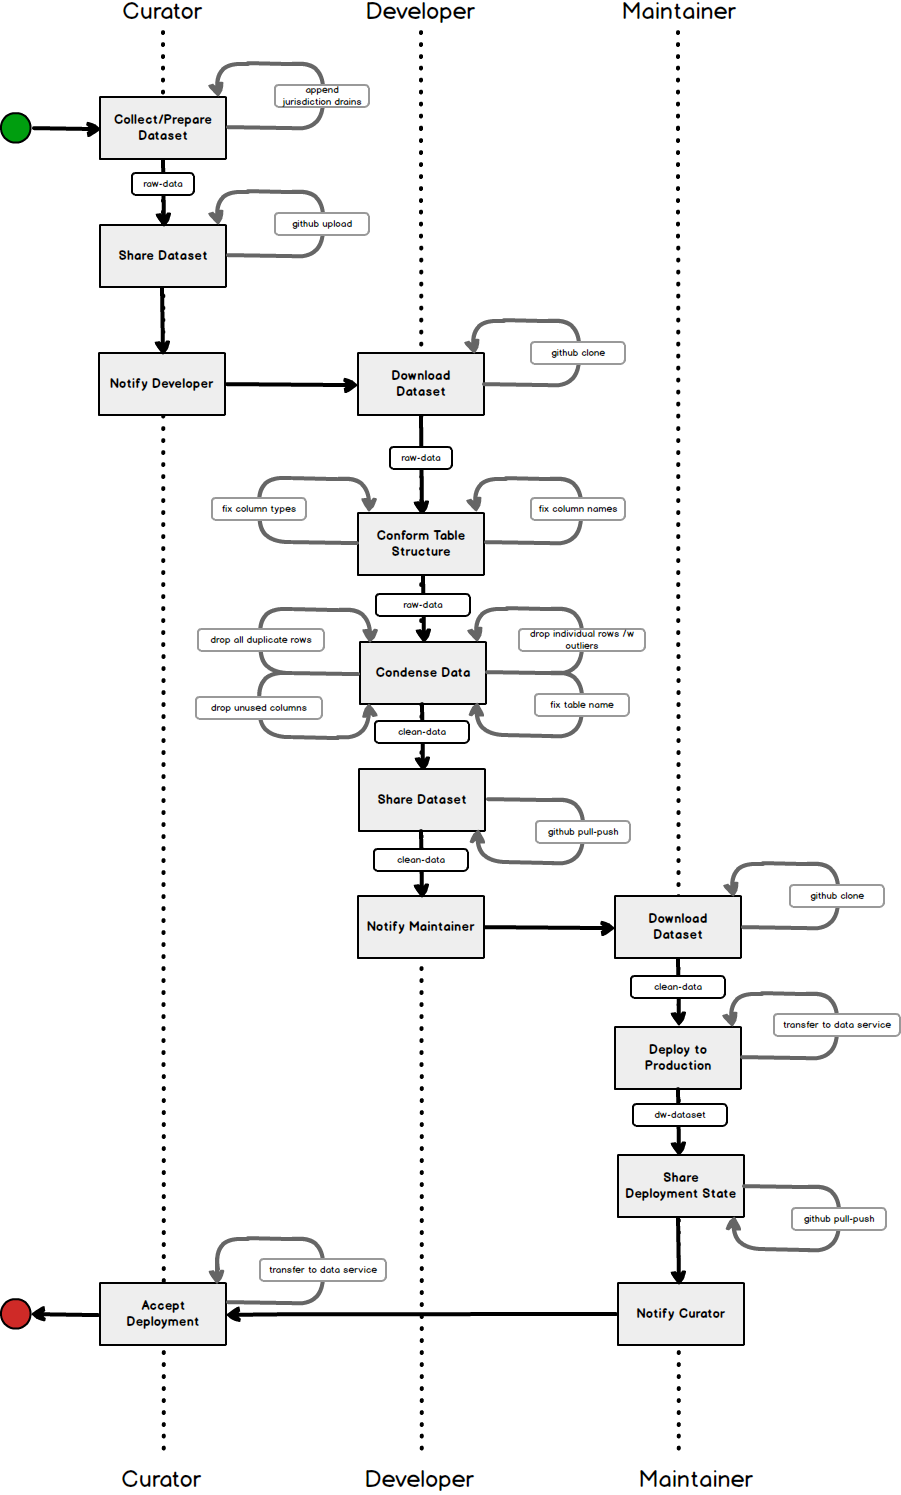 Curator
Developer
Maintainer
append
jurisdiction drains
Collect/Prepare
Dataset
raw-data
github upload
Share Dataset
github clone
Notify Developer
Download
Dataset
raw-data
fix column types
fix column names
Conform Table
Structure
raw-data
drop all duplicate rows
drop individual rows /w
outliers
Condense Data
drop unused columns
fix table name
clean-data
Share Dataset
github pull-push
clean-data
github clone
Notify Maintainer
Download
Dataset
clean-data
transfer to data service
Deploy to
Production
dw-dataset
Share
Deployment State
github pull-push
transfer to data service
Accept
Deployment
Notify Curator
Curator
Developer
Maintainer